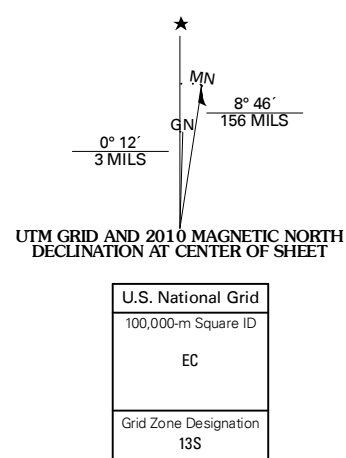 ★
MN
GN
8° 46´
156 MILS
0° 12´
3 MILS
UTM GRID AND 2010 MAGNETIC NORTH
DECLINATION AT CENTER OF SHEET
U.S. National Grid
100,000-m Square ID
EC
Grid Zone Designation
13S